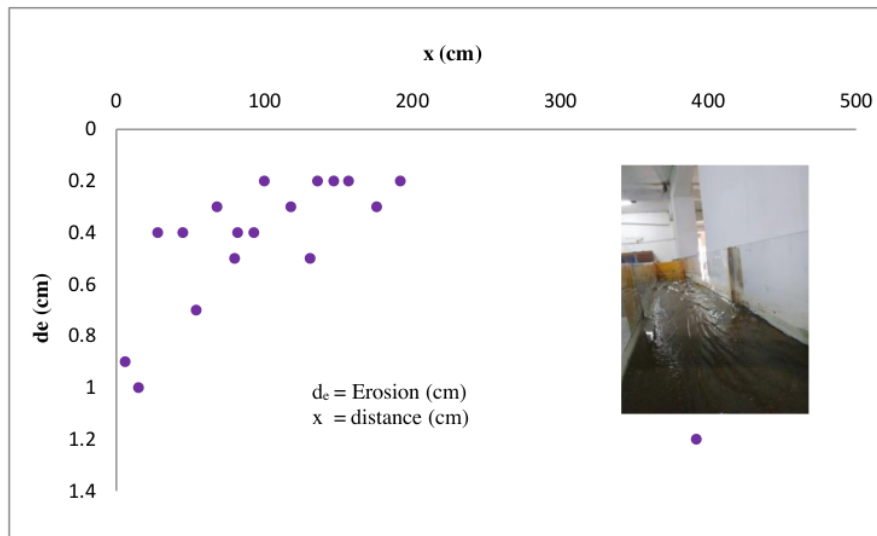 x (cm)
0 100 200 300 400 500
0
0.2
0.4
0.6
0.8
1
1.2
1.4
de (cm)
dₑ = Erosion (cm)
x = distance (cm)